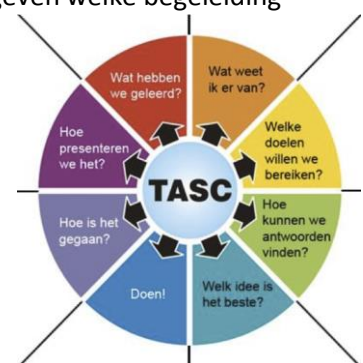 geven welke begeleiding
Wat weet
ik er van?
Welke
doelen
willen we
bereiken?
Hoe
kunnen we
antwoorden
vinden?
Welk idee is
het beste?
Doen!
Hoe is het
gegaan?
Hoe
presenteren
we het?
Wat hebben
we geleerd?
TASC